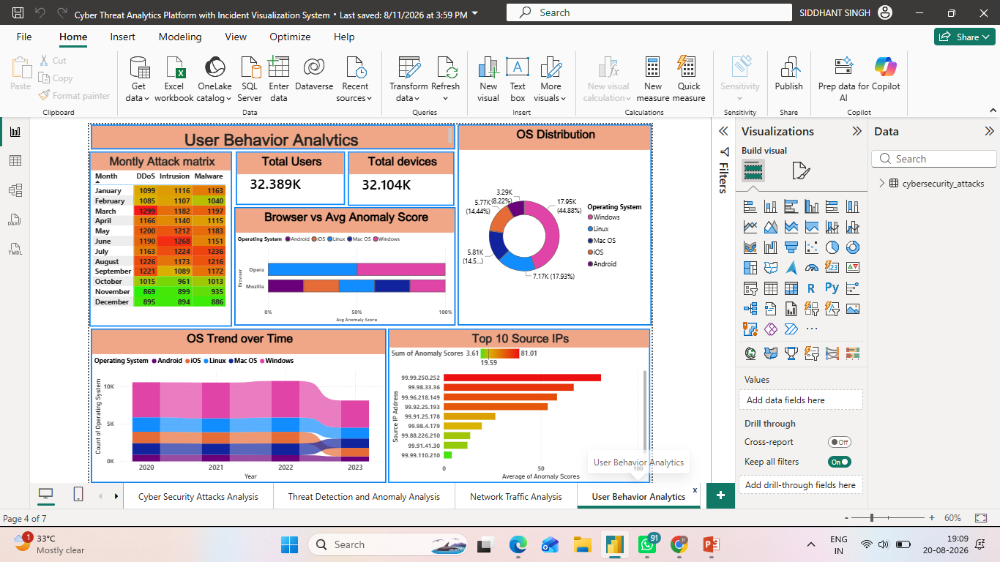 Cyber Threat Analytics Platform with Incident Visualization System • Last saved: 8/11/2026 at 3:59 PM
Search
SIDDHANT SINGH
File Home Insert Modeling View Optimize Help
Share
Paste
Cut
Copy
Format painter
Clipboard
Get data
Excel workbook
OneLake catalog
SQL Server
Enter data
Dataverse
Recent sources
Data
Transform data
Refresh
Queries
New visual
Text box
More visuals
Insert
New visual calculation
New measure
Quick measure
Calculations
Sensitivity
Sensitivity
Publish
Share
Prep data for AI
Copilot
Copilot
DAX
TMDL
User Behavior Analytics
Montly Attack matrix
Month DDoS Intrusion Malware
January 1099 1116 1163
February 1085 1107 1040
March 1299 1182 1197
April 1166 1140 1115
May 1200 1212 1183
June 1190 1268 1151
July 1163 1224 1236
August 1226 1173 1216
September 1221 1089 1172
October 1015 961 1013
November 869 899 935
December 895 894 886
Total Users
32.389K
Total devices
32.104K
Browser vs Avg Anomaly Score
Operating System Android iOS Linux Mac OS Windows
Browser
Opera
Mozilla
0% 50% 100%
Avg Anomaly Score
OS Distribution
3.29K (8.22%)
5.77K (14.44%)
17.95K (44.88%)
5.81K (14.5...)
7.17K (17.93%)
Operating System
Windows
Linux
Mac OS
iOS
Android
OS Trend over Time
Operating System Android iOS Linux Mac OS Windows
Count of Operating System
10K
5K
0K
2020 2021 2022 2023
Year
Top 10 Source IPs
Sum of Anomaly Scores 3.61 81.01
19.59
Source IP Address
99.99.250.252
99.98.33.36
99.96.218.149
99.92.25.193
99.91.25.178
99.98.4.179
99.88.226.210
99.91.41.30
99.99.110.210
0 50 100
Average of Anomaly Scores
User Behavior Analytics
Filters
Visualizations
Build visual
R Py
123
Values
Add data fields here
Drill through
Cross-report Off
Keep all filters On
Add drill-through fields here
Data
Search
cybersecurity_attacks
Cyber Security Attacks Analysis
Threat Detection and Anomaly Analysis
Network Traffic Analysis
User Behavior Analytics x
+
Page 4 of 7
- + 60%
1
33°C
Mostly clear
Search
91
P
ENG
IN
19:09
20-08-2026